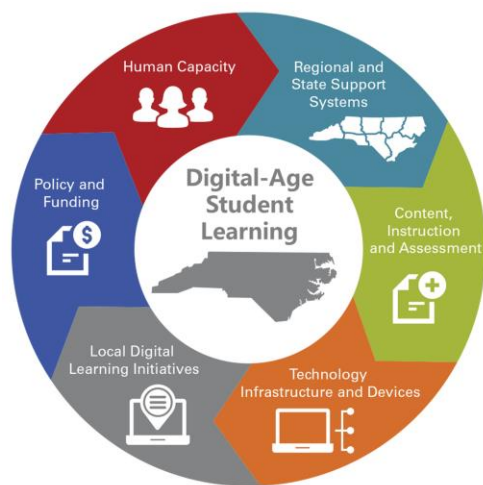 Human Capacity
Regional and
State Support
Systems
Content,
Instruction
and Assessment
Technology
Infrastructure and Devices
Local Digital
Learning Initiatives
Policy and
Funding
$
Digital-Age
Student
Learning